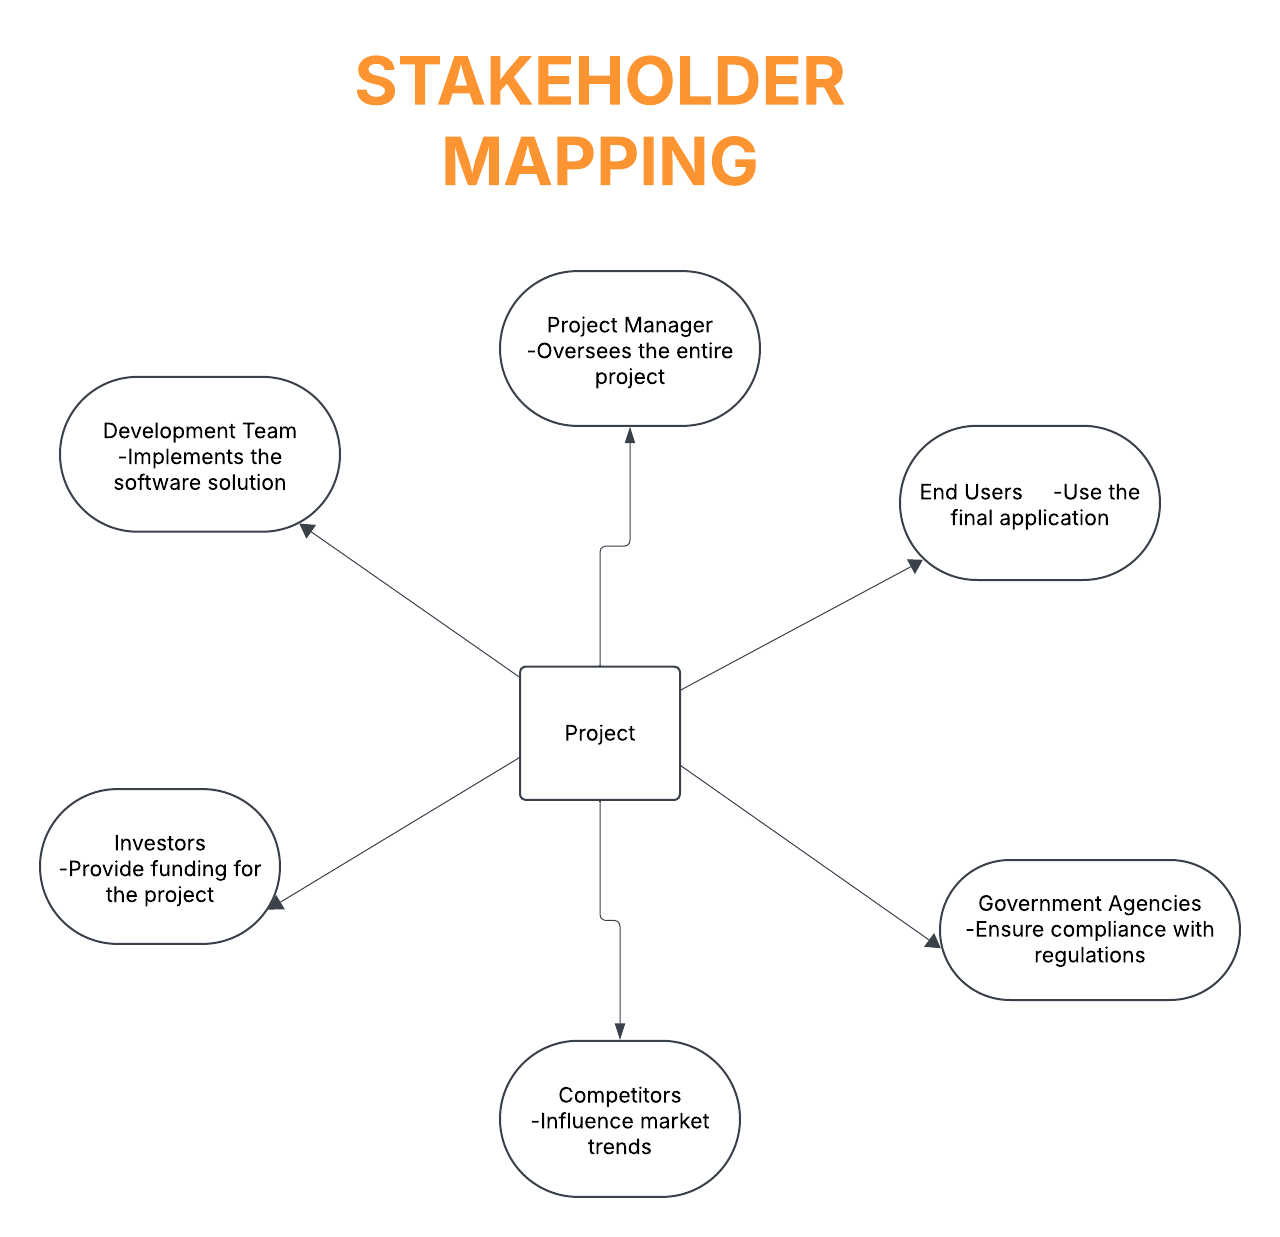 STAKEHOLDER
MAPPING
Project Manager
-Oversees the entire
project
Development Team
-Implements the
software solution
End Users -Use the
final application
Project
Investors
-Provide funding for
the project
Government Agencies
-Ensure compliance with
regulations
Competitors
-Influence market
trends